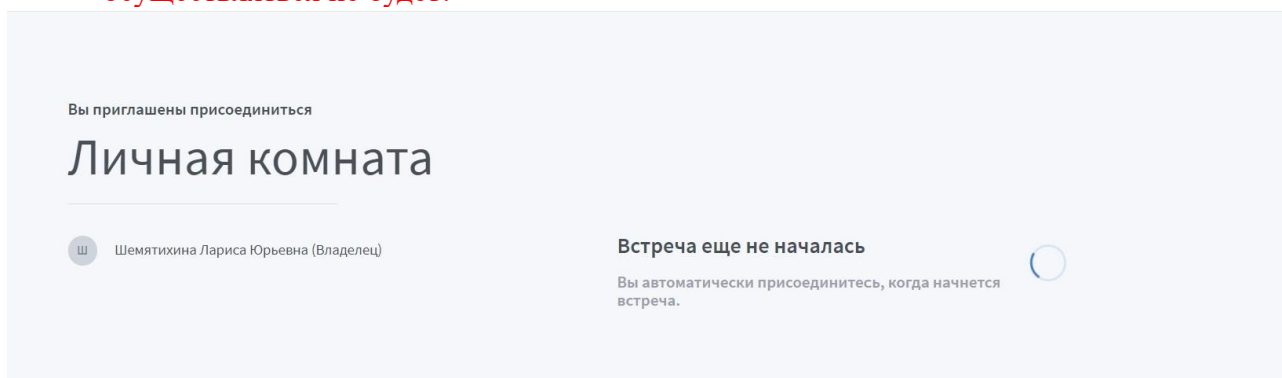 Вы приглашены присоединиться
Личная комната
Ш
Шемятихина Лариса Юрьевна (Владелец)
Встреча еще не началась
Вы автоматически присоединитесь, когда начнется
встреча.